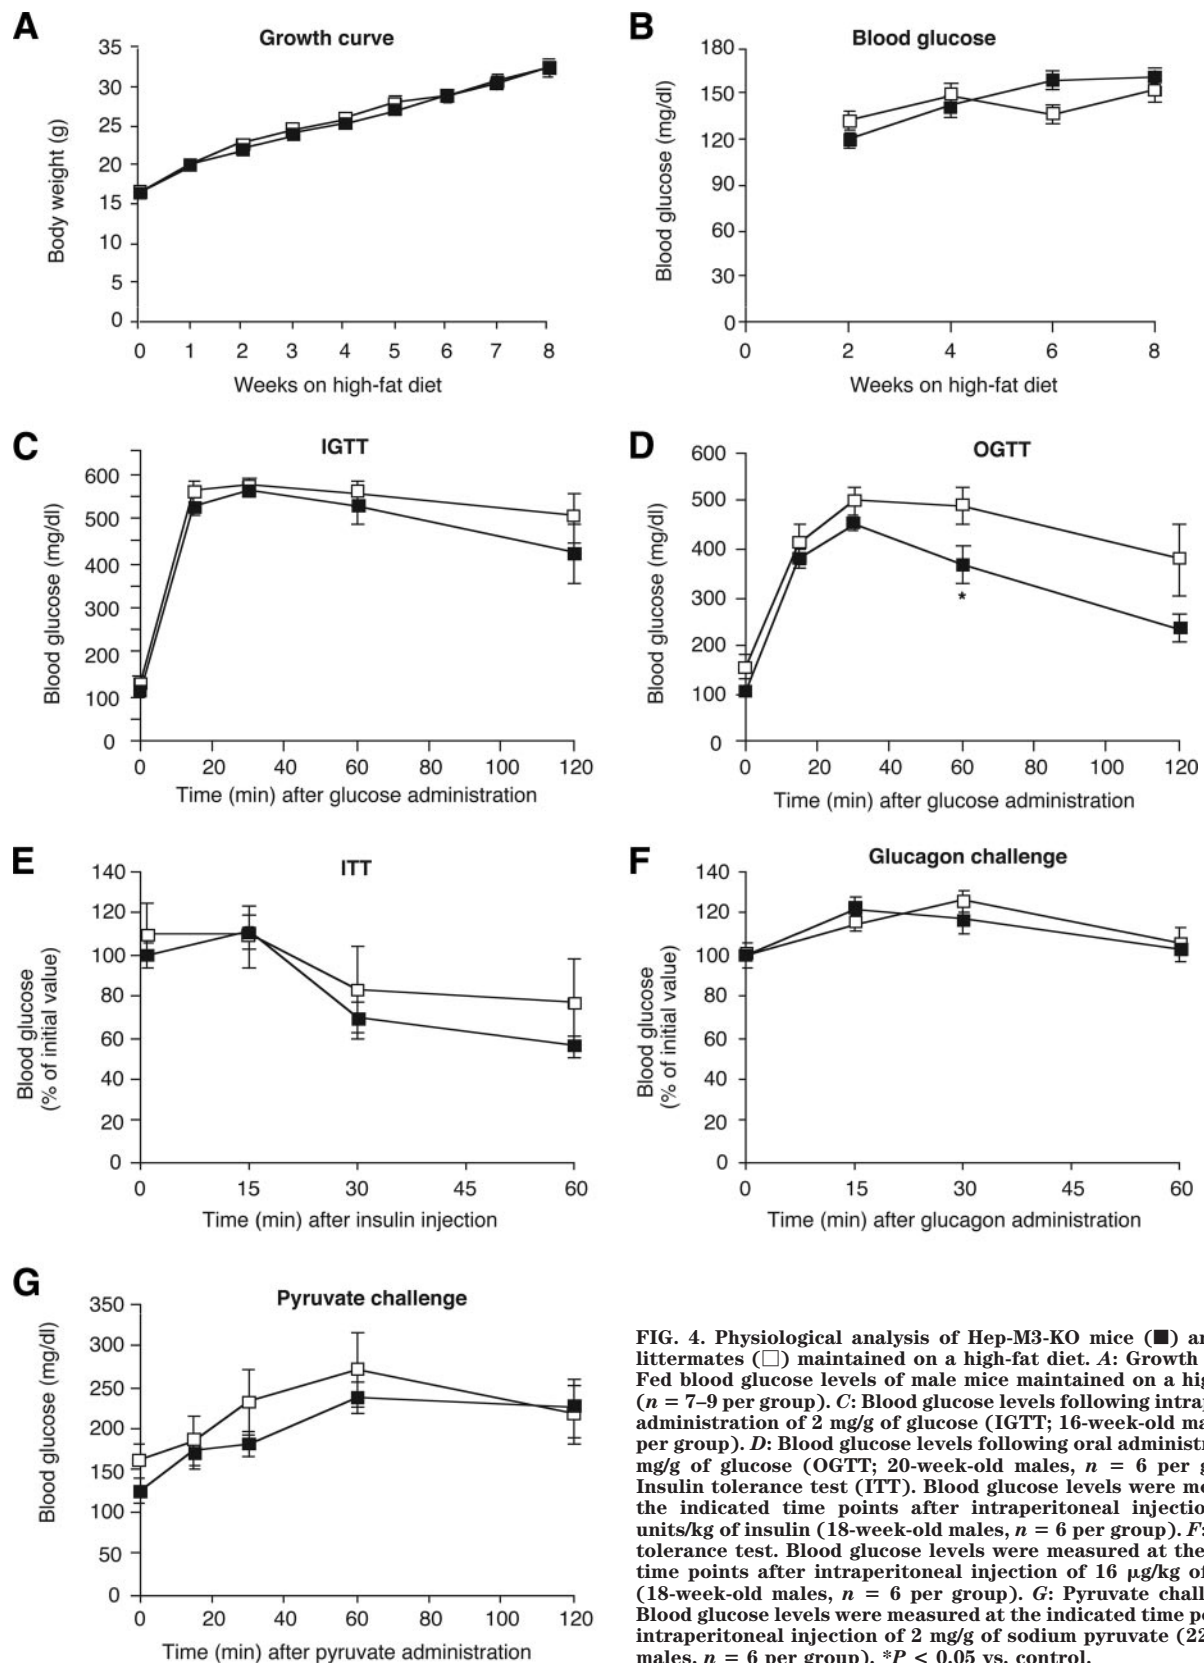 A
Growth curve
35
30
25
20
15
10
5
0
Body weight (g)
0 1 2 3 4 5 6 7 8
Weeks on high-fat diet
B
Blood glucose
180
150
120
90
60
30
0
Blood glucose (mg/dl)
0 2 4 6 8
Weeks on high-fat diet
C
IGTT
600
500
400
300
200
100
0
Blood glucose (mg/dl)
0 20 40 60 80 100 120
Time (min) after glucose administration
D
OGTT
600
500
400
300
200
100
0
Blood glucose (mg/dl)
*
0 20 40 60 80 100 120
Time (min) after glucose administration
E
ITT
140
120
100
80
60
40
20
0
Blood glucose
(% of initial value)
0 15 30 45 60
Time (min) after insulin injection
F
Glucagon challenge
140
120
100
80
60
40
20
0
Blood glucose
(% of initial value)
0 15 30 45 60
Time (min) after glucagon administration
G
Pyruvate challenge
350
300
250
200
150
100
50
0
Blood glucose (mg/dl)
0 20 40 60 80 100 120
Time (min) after pyruvate administration
FIG. 4. Physiological analysis of Hep-M3-KO mice (■)
littermates (□) maintained on a high-fat diet. A: Growth
Fed blood glucose levels of male mice maintained on a
(n = 7–9 per group). C: Blood glucose levels following
administration of 2 mg/g of glucose (IGTT; 16-week-old
per group). D: Blood glucose levels following oral
mg/g of glucose (OGTT; 20-week-old males, n = 6 per
Insulin tolerance test (ITT). Blood glucose levels were
the indicated time points after intraperitoneal
units/kg of insulin (18-week-old males, n = 6 per group). F:
tolerance test. Blood glucose levels were measured at the
time points after intraperitoneal injection of 16 μg/kg of
(18-week-old males, n = 6 per group). G: Pyruvate
Blood glucose levels were measured at the indicated time
intraperitoneal injection of 2 mg/g of sodium pyruvate (22
males, n = 6 per group). *P < 0.05 vs. control.